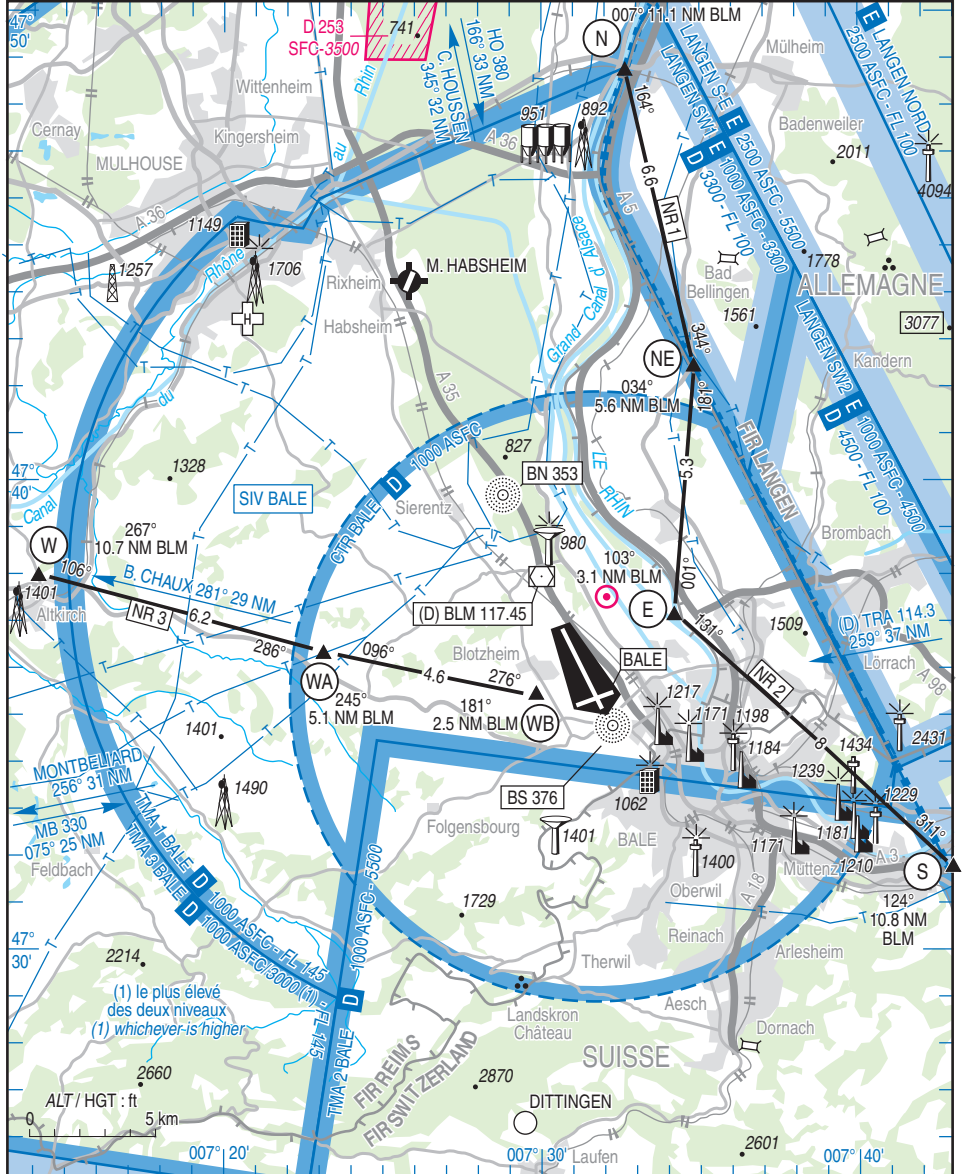 47°
50'
D 253
SFC-3500
741
HO 380
166° 33 NM
C. HOUSSEN
345° 32 NM
N
007° 11.1 NM BLM
Mülheim
E LANGEN NORD
2500 ASFC - FL 100
LANGEN S-E E 2500 ASFC - 5500
LANGEN SW1 E 1000 ASFC - 3300
D 3300 - FL 100
Rhin
au
Wittenheim
Cernay
Kingersheim
MULHOUSE
951
892
A 36
164°
Badenweiler
2011
4094
A 36
1149
1257
1706
Rhône
H
Rixheim
M. HABSHEIM
Habsheim
Grand Canal d'Alsace
A 5
6.6
NR 1
Bad
Bellingen
1778
ALLEMAGNE
1561
3077
LANGEN SW2 E 1000 ASFC - 4500
D 4500 - FL 100
Kandern
344°
NE
034°
5.6 NM BLM
181°
du
Canal
A 35
CTR BALE D 1000 ASFC
FIR LANGEN
827
BN 353
47°
40'
1328
SIV BALE
Sierentz
LE
RHIN
5.3
Brombach
W
267°
10.7 NM BLM
106°
1401
Altkirch
B. CHAUX 281° 29 NM
NR 3
6.2
286°
980
103°
3.1 NM BLM
(D) BLM 117.45
E
001°
131°
1509
(D) TRA 114.3
259° 37 NM
Lörrach
A 98
096°
WA
245°
5.1 NM BLM
4.6
276°
Blotzheim
181°
2.5 NM BLM
WB
BALE
NR 2
1217
1171
1198
1184
8
1434
2431
1401
MONTBELIARD
256° 31 NM
MB 330
075° 25 NM
1490
Feldbach
BS 376
1062
1239
1229
Folgensbourg
1401
BALE
1400
1171
1181
1210
A 3
311°
Muttenz
S
124°
10.8 NM
BLM
Oberwil
A 18
TMA 1 BALE D 1000 ASFC - FL 145
TMA 3 BALE D 1000 ASFC/3000 (1) - FL 145
TMA 2 BALE D 1000 ASFC - 5500
1729
47°
30'
2214
Reinach
Therwil
Arlesheim
Aesch
(1) le plus élevé
des deux niveaux
(1) whichever is higher
Landskron
Château
Dornach
SUISSE
FIR REIMS
FIR SWITZERLAND
2660
2870
ALT / HGT : ft
0 5 km
DITTINGEN
2601
Laufen
007° 20'
007° 30'
007° 40'